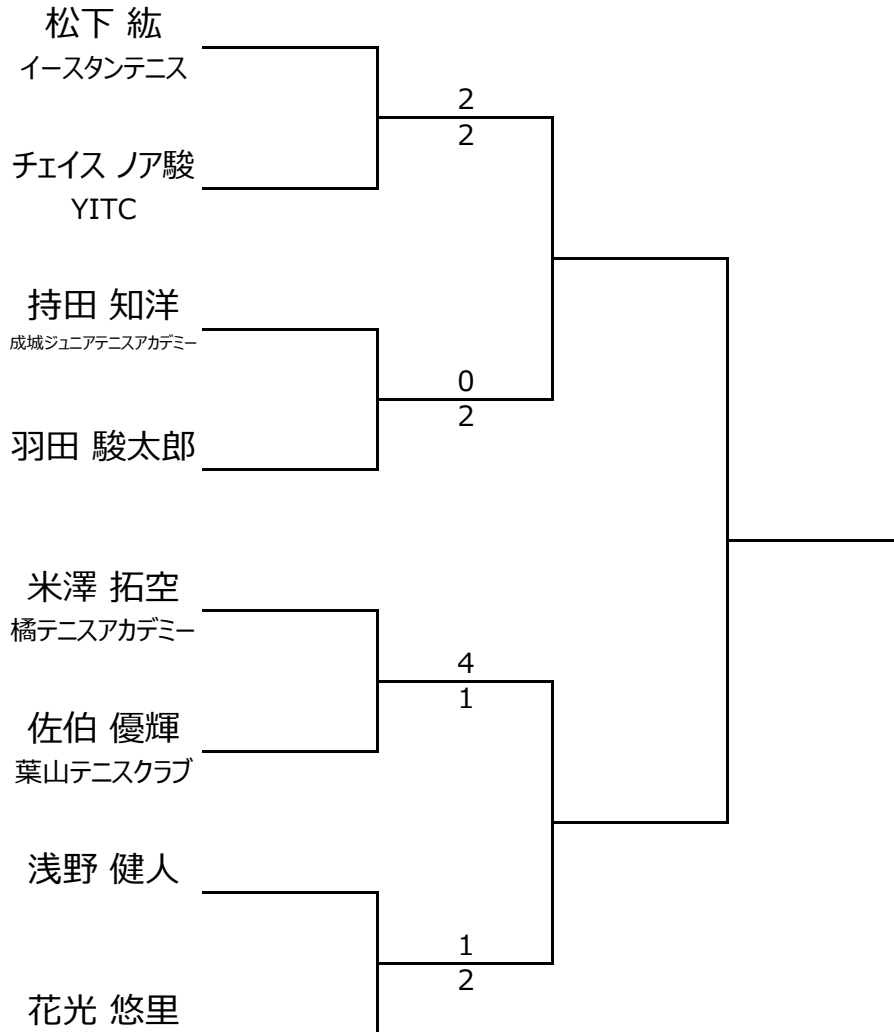 松下 紘
イースタンテニス
2
2
チェイス ノア駿
YITC
持田 知洋
成城ジュニアテニスアカデミー
0
2
羽田 駿太郎
米澤 拓空
橘テニスアカデミー
4
1
佐伯 優輝
葉山テニスクラブ
浅野 健人
1
2
花光 悠里